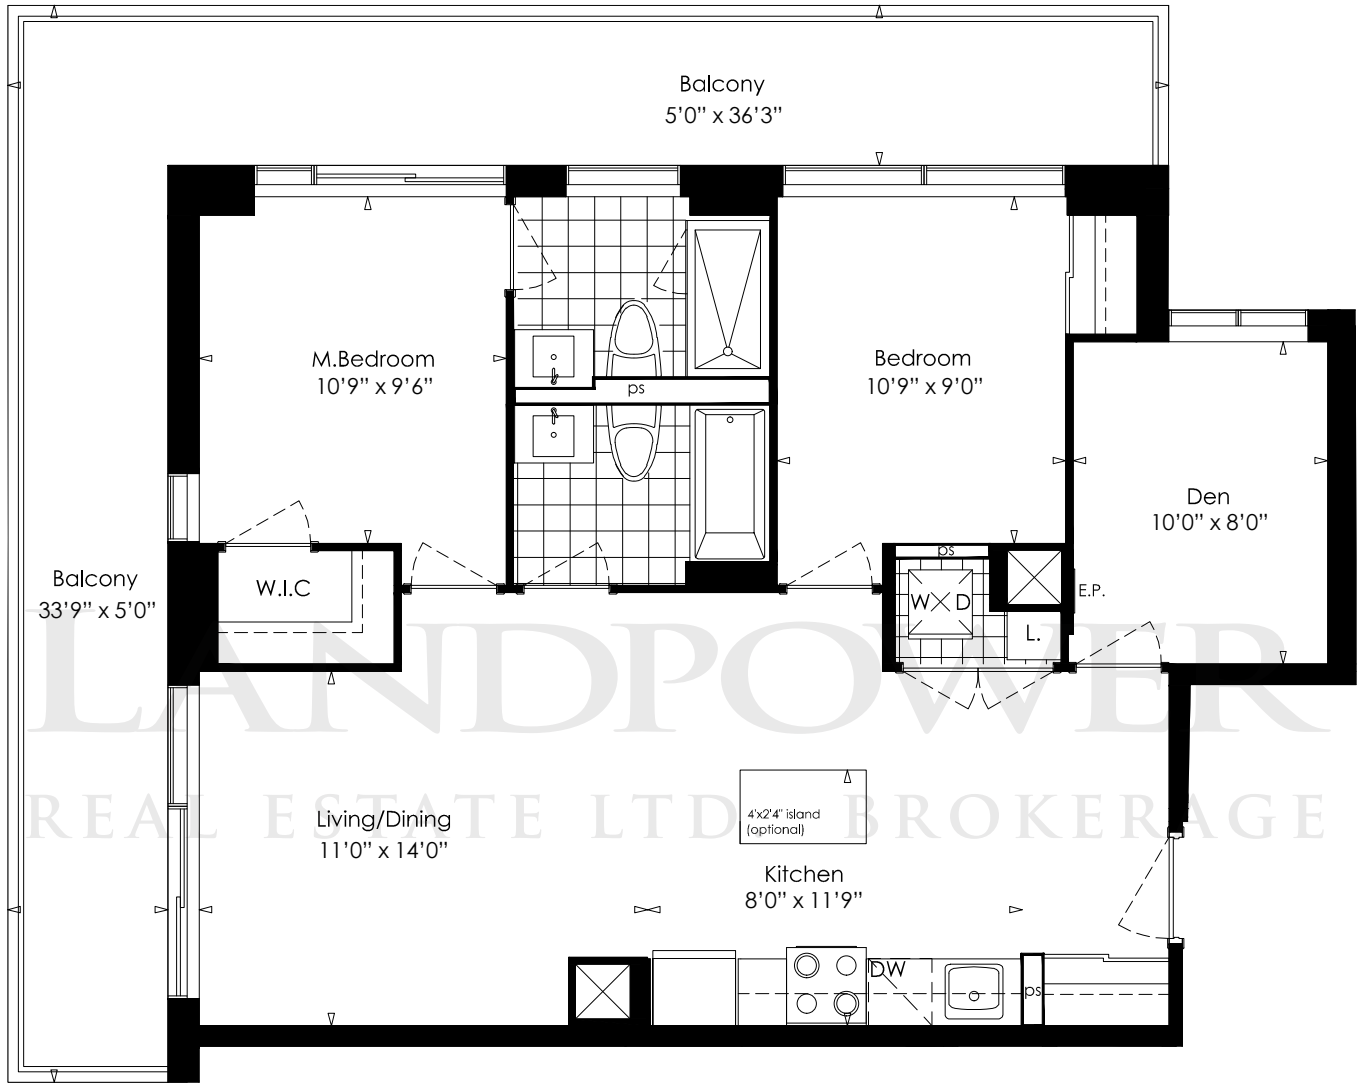 Balcony
5'0” x 36'3”
M.Bedroom
10'9” x 9'6”
ps
Bedroom
10'9” x 9'0”
Den
10'0” x 8'0”
ps
W.I.C
Balcony
33'9” x 5'0”
W D
E.P.
L.
LANDPOWER
REAL ESTATE LTD. BROKERAGE
4'x2'4" island
(optional)
Living/Dining
11'0” x 14'0”
Kitchen
8'0” x 11'9”
DW
ps